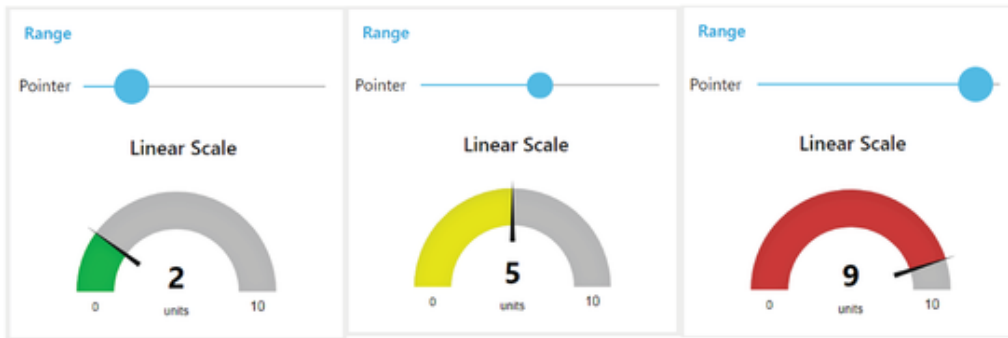 Range
Pointer
Linear Scale
2
0
units
10
Range
Pointer
Linear Scale
5
0
units
10
Range
Pointer
Linear Scale
9
0
units
10